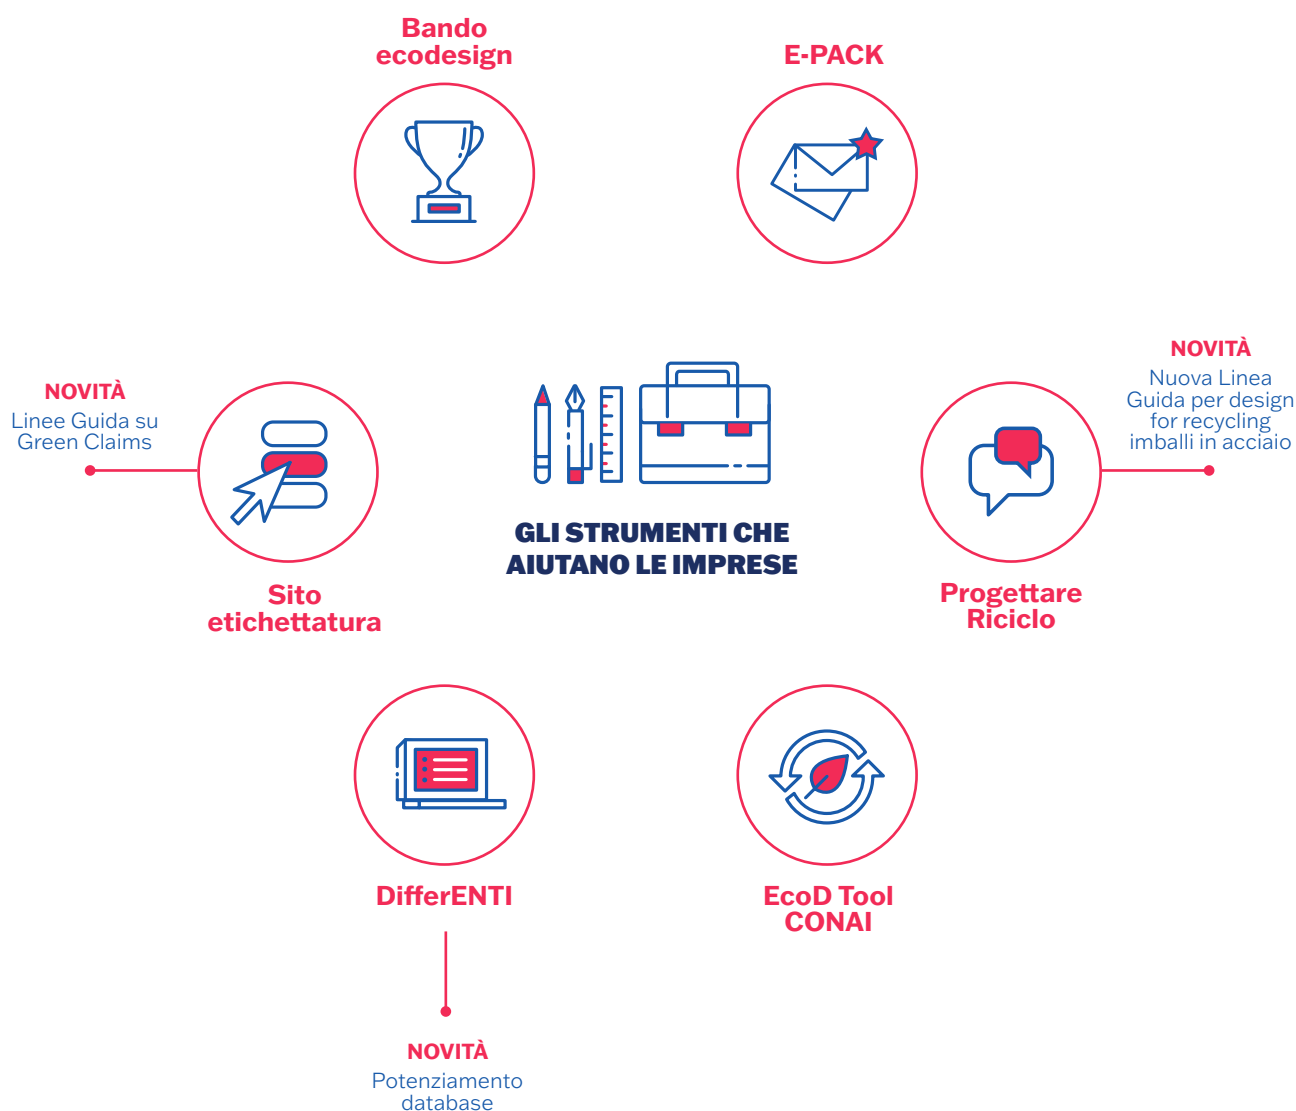 Bando
ecodesign
E-PACK
NOVITÀ
Linee Guida su
Green Claims
NOVITÀ
Nuova Linea
Guida per design
for recycling
imballi in acciaio
GLI STRUMENTI CHE
AIUTANO LE IMPRESE
Sito
etichettatura
Progettare
Riciclo
DifferENTI
EcoD Tool
CONAI
NOVITÀ
Potenziamento
database